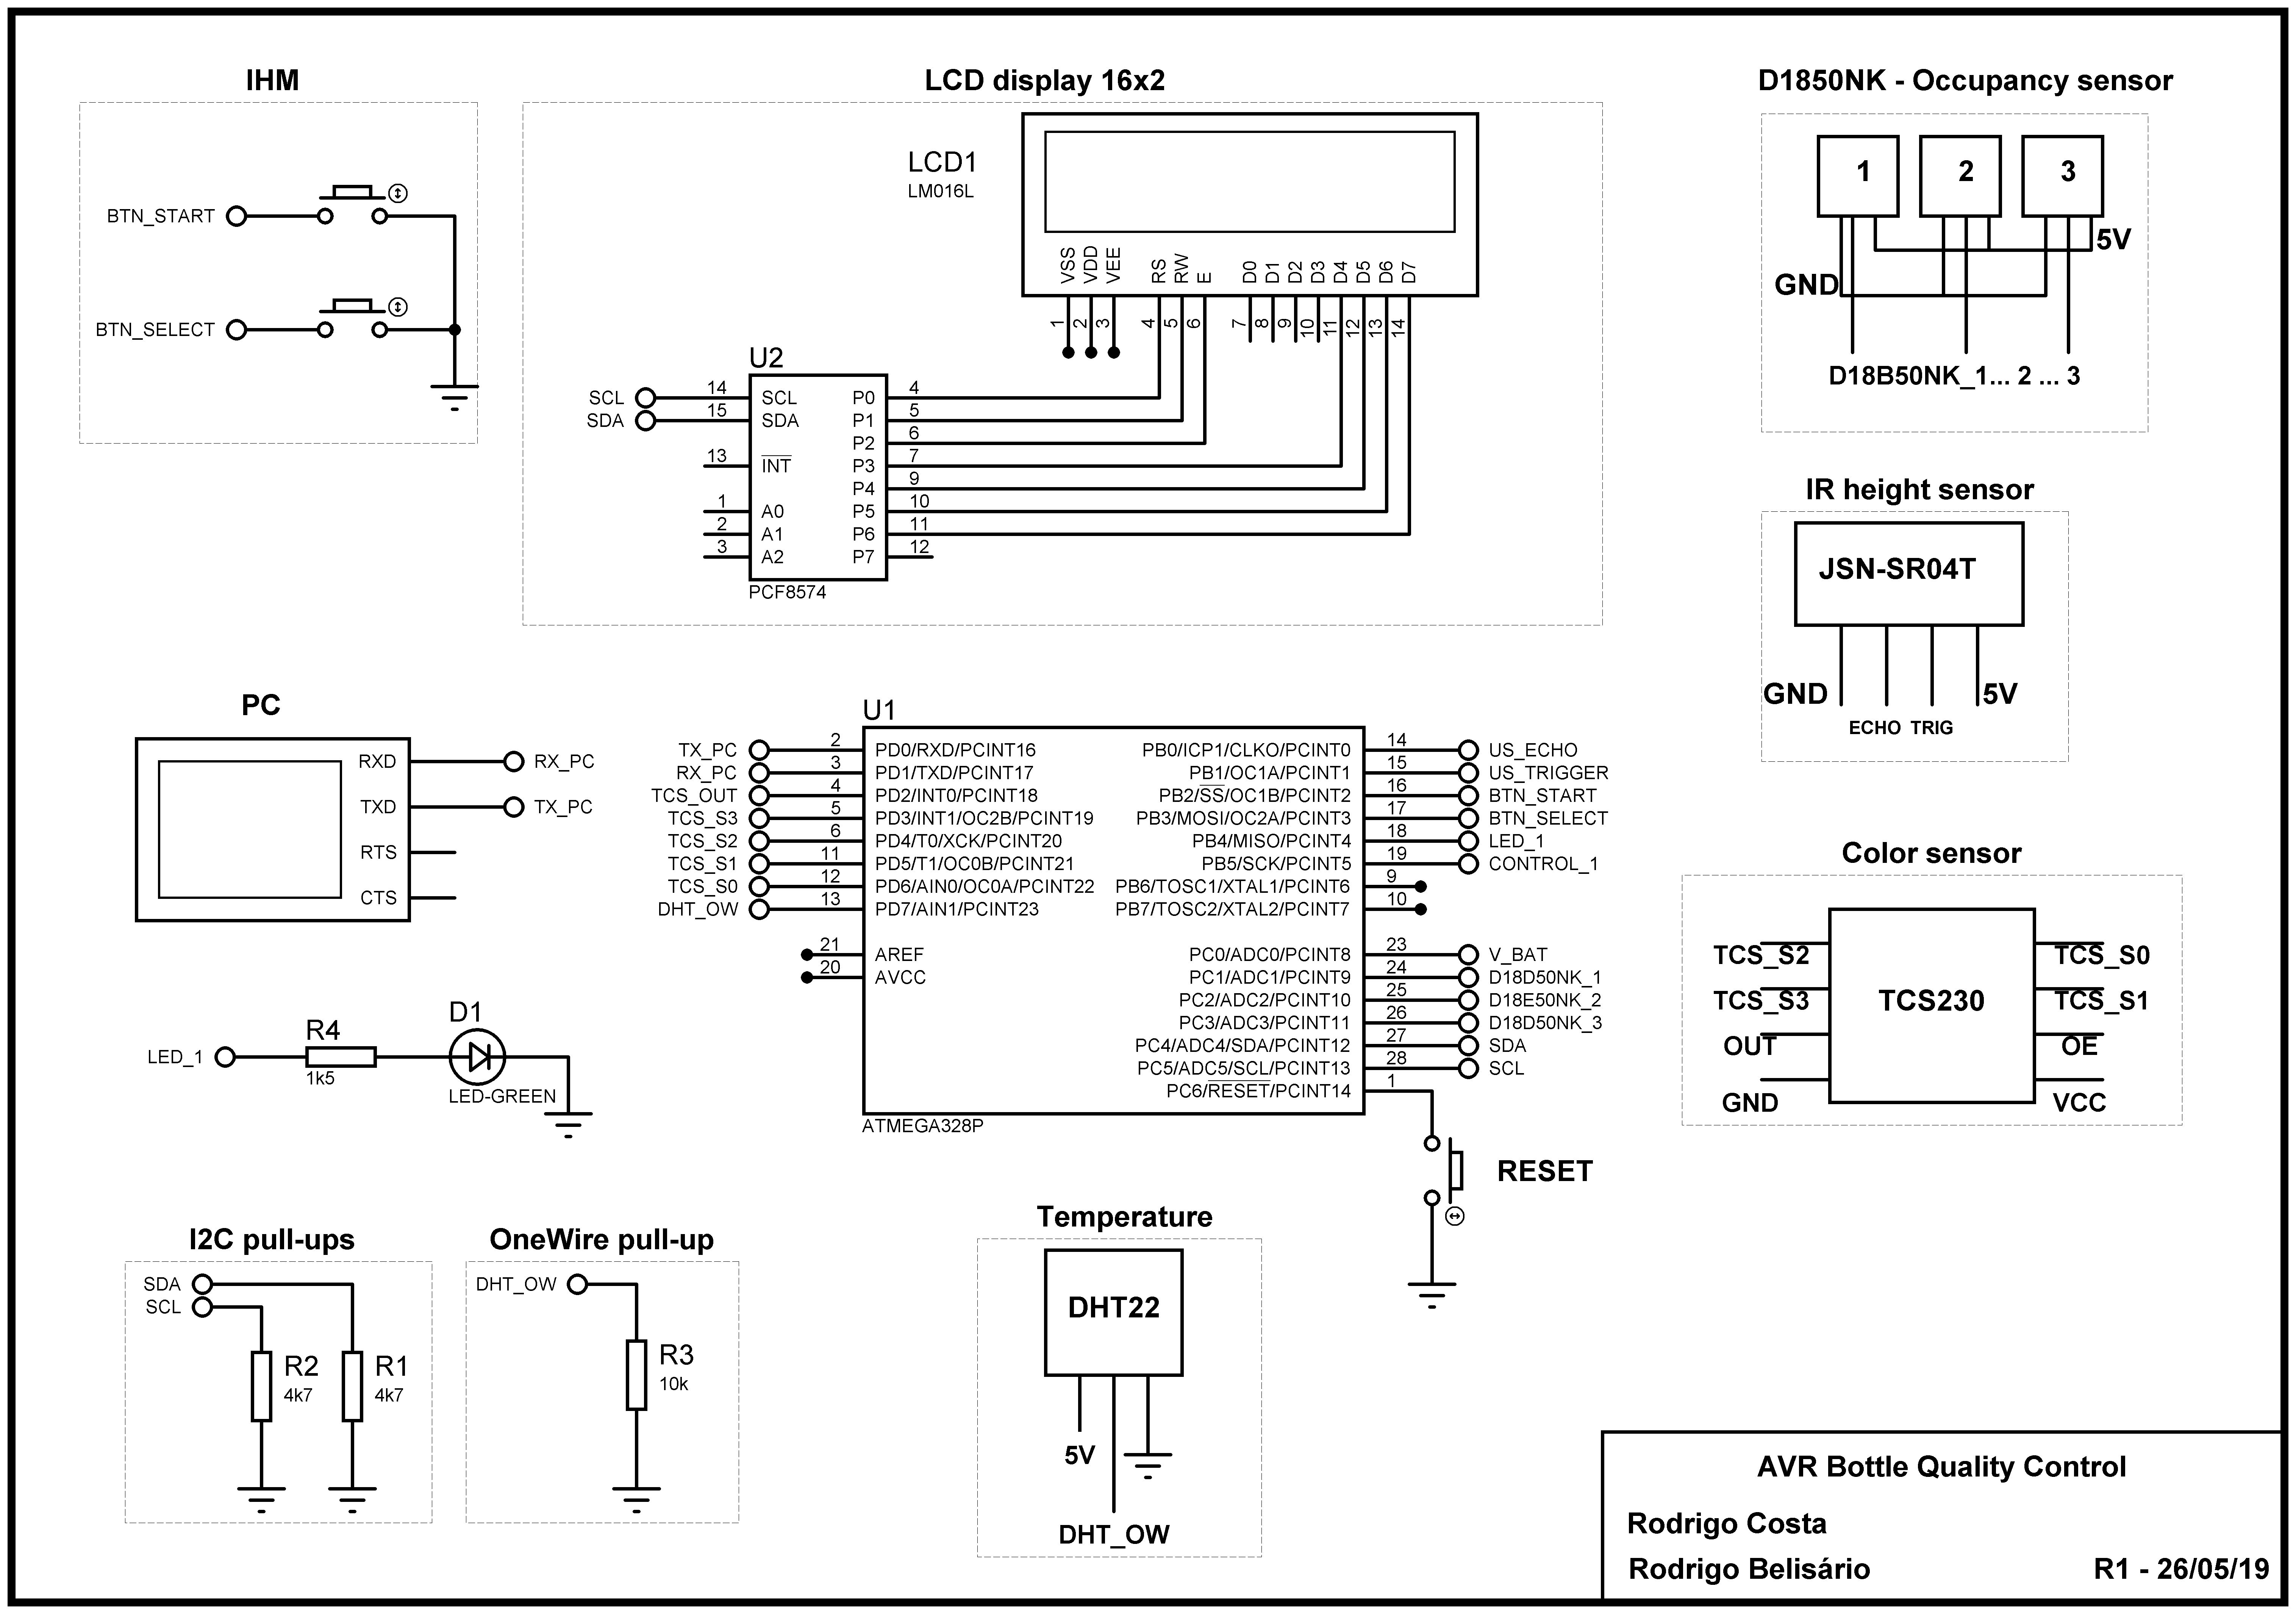 IHM
BTN_START
BTN_SELECT
LCD display 16x2
LCD1
LM016L
VSS
VDD
VEE
RS
RW
E
D0
D1
D2
D3
D4
D5
D6
D7
1
2
3
4
5
6
7
8
9
10
11
12
13
14
U2
SCL 14 SCL P0 4
SDA 15 SDA P1 5
P2 6
13 INT P3 7
P4 9
1 A0 P5 10
2 A1 P6 11
3 A2 P7 12
PCF8574
D1850NK - Occupancy sensor
1 2 3
5V
GND
D18B50NK_1... 2 ... 3
IR height sensor
JSN-SR04T
GND 5V
ECHO TRIG
PC
RXD RX_PC
TXD TX_PC
RTS
CTS
U1
TX_PC 2 PD0/RXD/PCINT16 PB0/ICP1/CLKO/PCINT0 14 US_ECHO
RX_PC 3 PD1/TXD/PCINT17 PB1/OC1A/PCINT1 15 US_TRIGGER
TCS_OUT 4 PD2/INT0/PCINT18 PB2/SS/OC1B/PCINT2 16 BTN_START
TCS_S3 5 PD3/INT1/OC2B/PCINT19 PB3/MOSI/OC2A/PCINT3 17 BTN_SELECT
TCS_S2 6 PD4/T0/XCK/PCINT20 PB4/MISO/PCINT4 18 LED_1
TCS_S1 11 PD5/T1/OC0B/PCINT21 PB5/SCK/PCINT5 19 CONTROL_1
TCS_S0 12 PD6/AIN0/OC0A/PCINT22 PB6/TOSC1/XTAL1/PCINT6 9
DHT_OW 13 PD7/AIN1/PCINT23 PB7/TOSC2/XTAL2/PCINT7 10
21 AREF PC0/ADC0/PCINT8 23 V_BAT
20 AVCC PC1/ADC1/PCINT9 24 D18D50NK_1
PC2/ADC2/PCINT10 25 D18E50NK_2
PC3/ADC3/PCINT11 26 D18D50NK_3
PC4/ADC4/SDA/PCINT12 27 SDA
PC5/ADC5/SCL/PCINT13 28 SCL
PC6/RESET/PCINT14 1
ATMEGA328P
RESET
Color sensor
TCS230
TCS_S2 TCS_S0
TCS_S3 TCS_S1
OUT OE
GND VCC
LED_1
R4
1k5
D1
LED-GREEN
I2C pull-ups
SDA
SCL
R2
4k7
R1
4k7
OneWire pull-up
DHT_OW
R3
10k
Temperature
DHT22
5V
DHT_OW
AVR Bottle Quality Control
Rodrigo Costa
Rodrigo Belisário R1 - 26/05/19